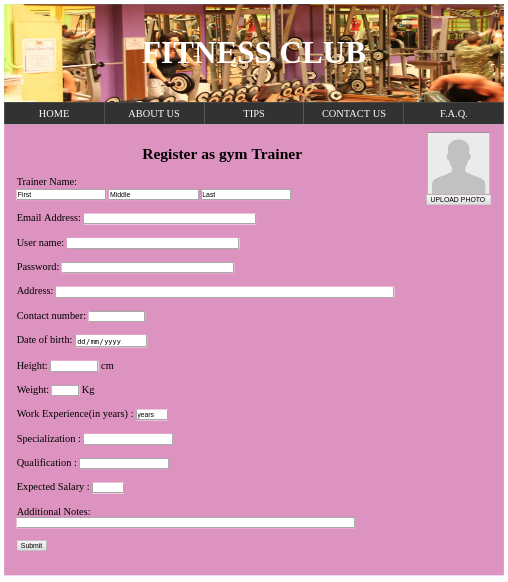 FITNESS CLUB
HOME ABOUT US TIPS CONTACT US F.A.Q.
Register as gym Trainer
UPLOAD PHOTO
Trainer Name:
First Middle Last
Email Address:
User name:
Password:
Address:
Contact number:
Date of birth: dd/mm/yyyy
Height: cm
Weight: Kg
Work Experience(in years) : years
Specialization :
Qualification :
Expected Salary :
Additional Notes:
Submit